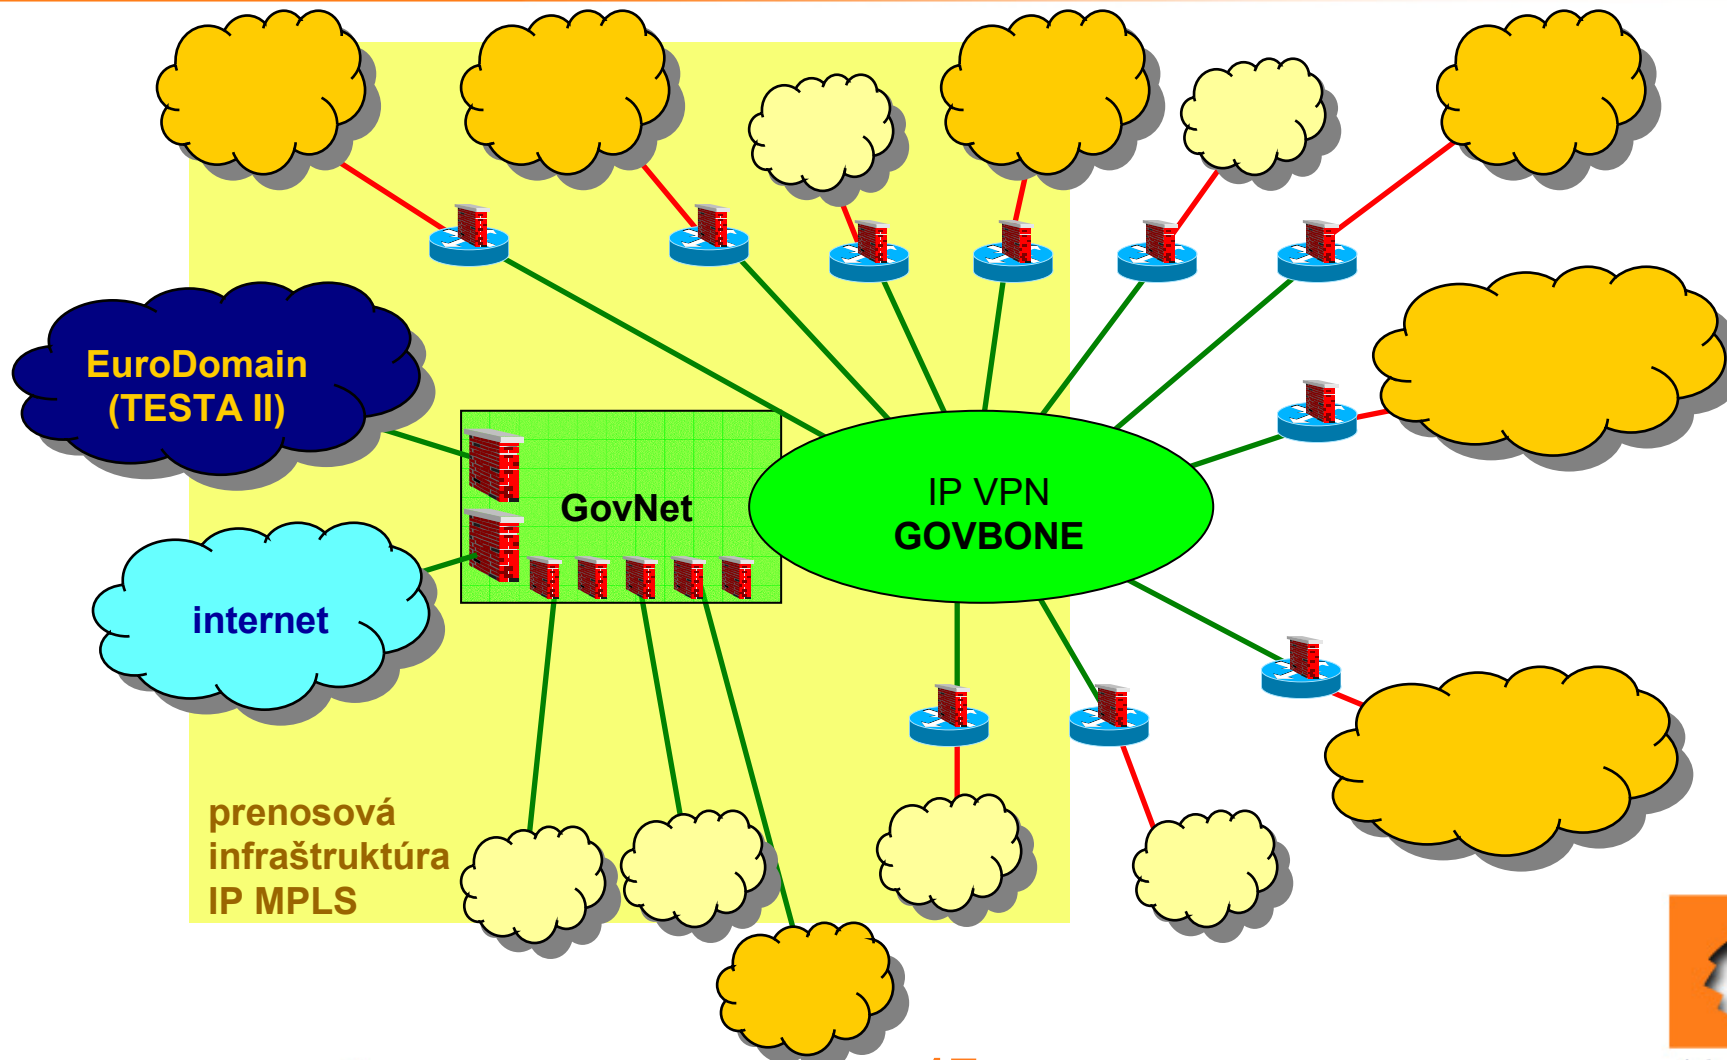 EuroDomain
(TESTA II)
GovNet
IP VPN
GOVBONE
internet
prenosová
infraštruktúra
IP MPLS